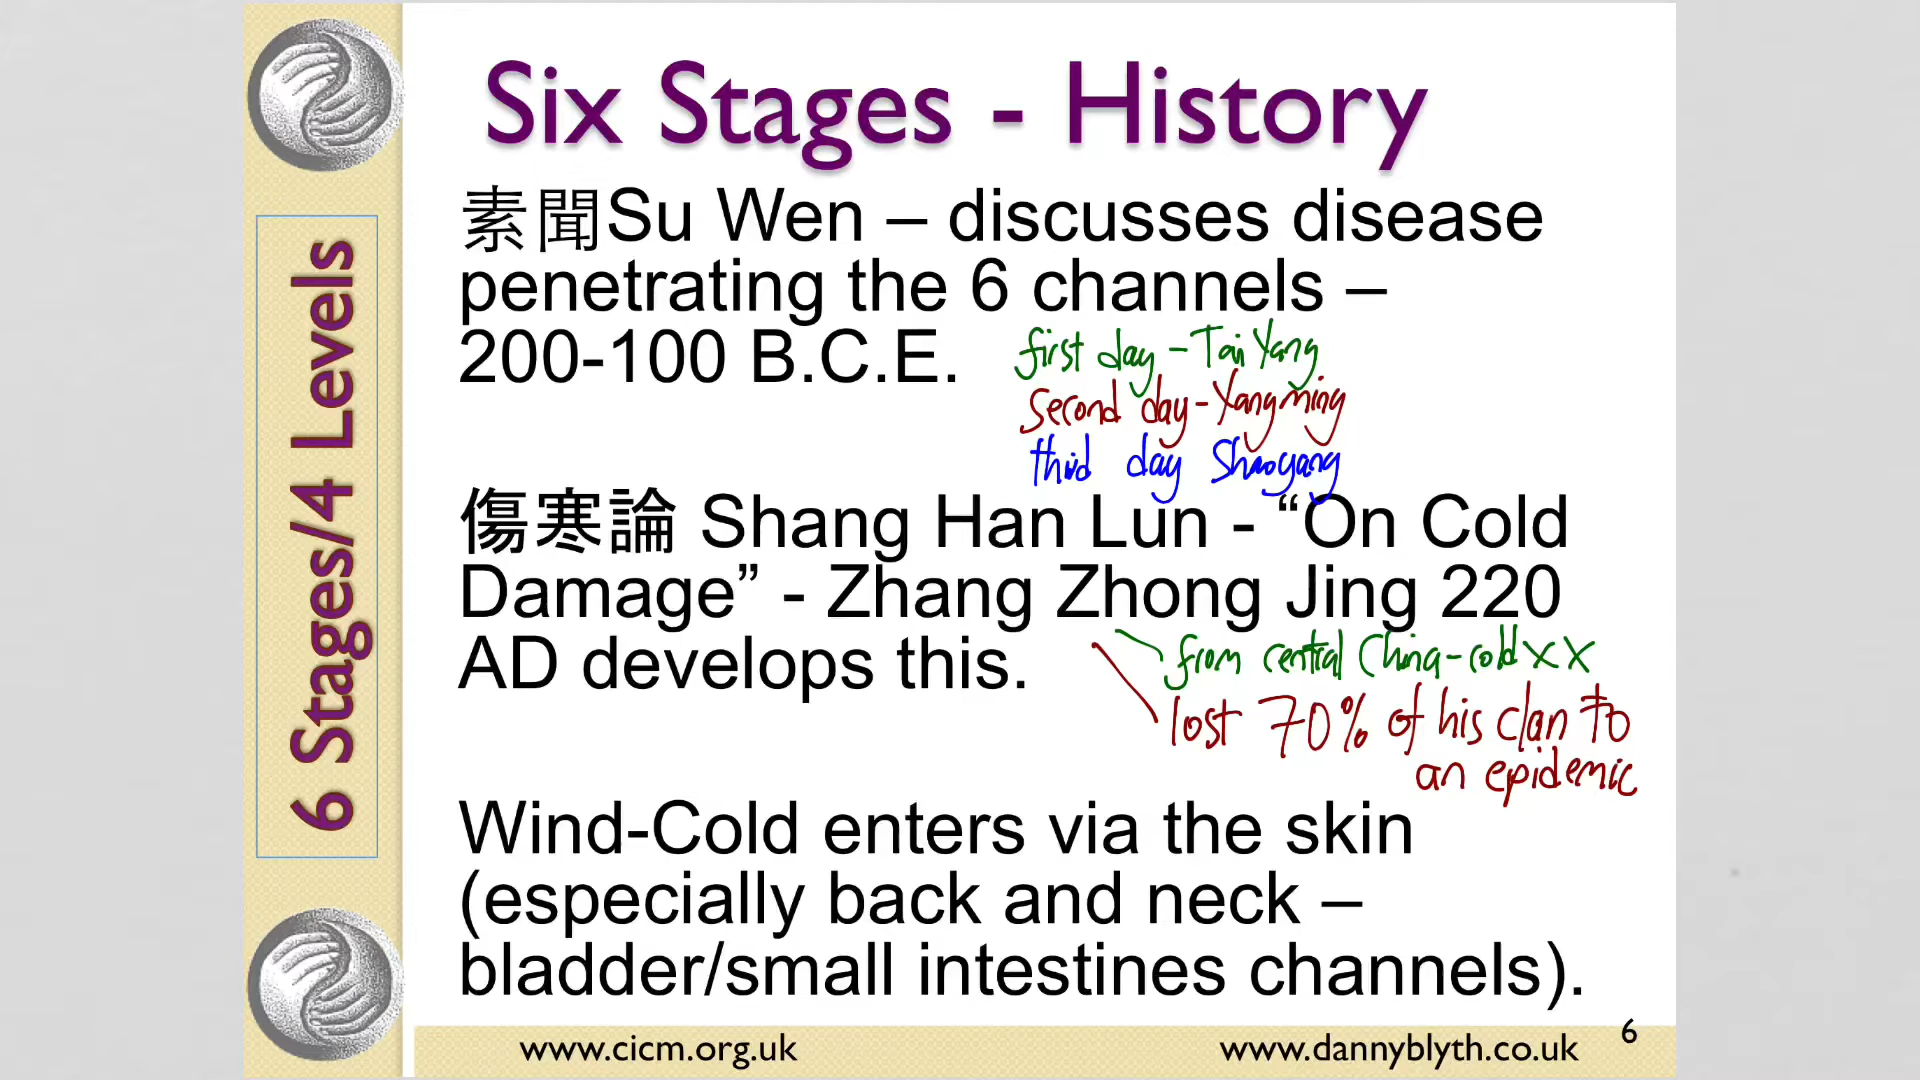 Six Stages - History
6 Stages/4 Levels
素聞Su Wen – discusses disease
penetrating the 6 channels –
200-100 B.C.E.
first day - Tai Yang
Second day - Yangming
third day Shaoyang
傷寒論 Shang Han Lun - “On Cold
Damage” - Zhang Zhong Jing 220
AD develops this.
from central China - cold XX
lost 70% of his clan to
an epidemic
Wind-Cold enters via the skin
(especially back and neck –
bladder/small intestines channels).
6
www.cicm.org.uk
www.dannyblyth.co.uk